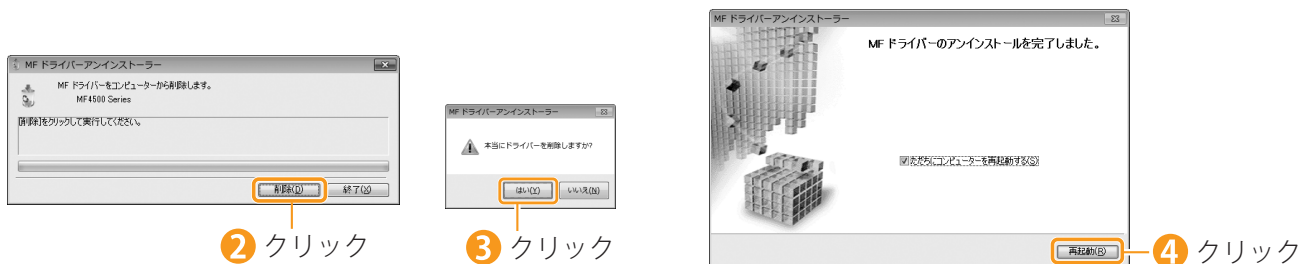 MF ドライバーアンインストーラー
MF ドライバーをコンピューターから削除します。
MF4500 Series
[削除]をクリックして実行してください。
削除(D)
終了(X)
2 クリック
MF ドライバーアンインストーラー
本当にドライバーを削除しますか?
はい(Y)
いいえ(N)
3 クリック
MF ドライバーアンインストーラー
MF ドライバーのアンインストールを完了しました。
ただちにコンピューターを再起動する(S)
再起動(R)
4 クリック